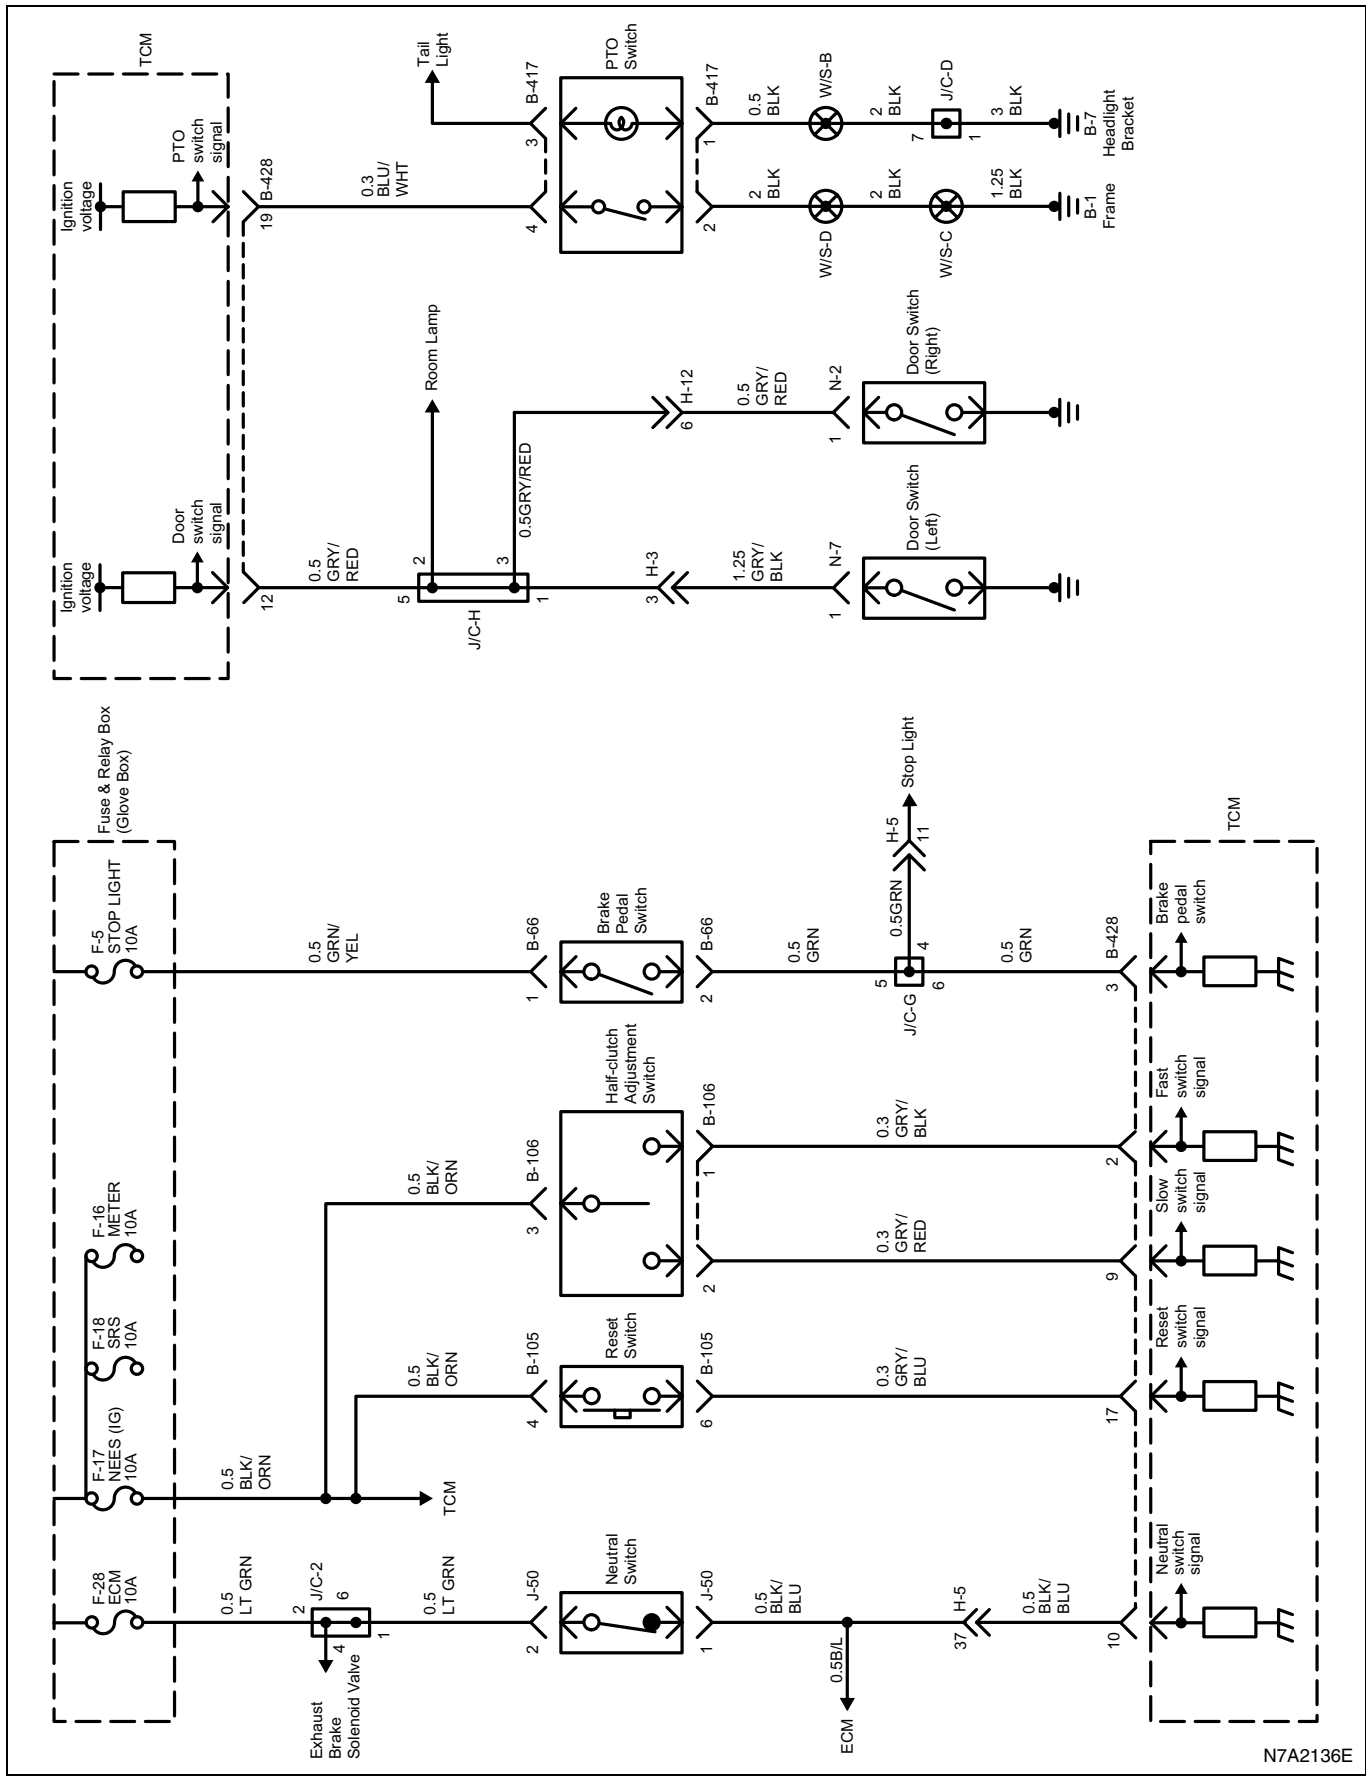 TCM
Ignition
voltage
PTO
switch
signal
19
B-428
0.3
BLU/
WHT
Tail
Light
4
3
B-417
PTO
Switch
2
1
B-417
2
BLK
0.5
BLK
W/S-D
W/S-B
2
BLK
2
BLK
W/S-C
7
J/C-D
1
1.25
BLK
3
BLK
B-1
Frame
B-7
Headlight
Bracket
Ignition
voltage
Door
switch
signal
12
0.5
GRY/
RED
5
2
Room Lamp
J/C-H
3
1
0.5GRY/RED
3
H-3
6
H-12
1.25
GRY/
BLK
0.5
GRY/
RED
1
N-7
1
N-2
Door Switch
(Left)
Door Switch
(Right)
Fuse & Relay Box
(Glove Box)
F-28
ECM
10A
F-17
NEES (IG)
10A
F-18
SRS
10A
F-16
METER
10A
F-5
STOP LIGHT
10A
0.5
LT GRN
0.5
BLK/
ORN
0.5
GRN/
YEL
2
J/C-2
6
4
1
Exhaust
Brake
Solenoid Valve
0.5
LT GRN
TCM
0.5
BLK/
ORN
0.5
BLK/
ORN
2
J-50
4
B-105
3
B-106
1
B-66
Neutral
Switch
Reset
Switch
Half-clutch
Adjustment
Switch
Brake
Pedal
Switch
1
J-50
6
B-105
2
1
B-106
2
B-66
0.5
BLK/
BLU
0.3
GRY/
BLU
0.3
GRY/
RED
0.3
GRY/
BLK
0.5
GRN
0.5B/L
ECM
5
4
J/C-G
6
0.5GRN
H-5
11
Stop Light
37
H-5
0.5
BLK/
BLU
0.5
GRN
10
17
9
2
3
B-428
Neutral
switch
signal
Reset
switch
signal
Slow
switch
signal
Fast
switch
signal
Brake
pedal
switch
TCM
N7A2136E